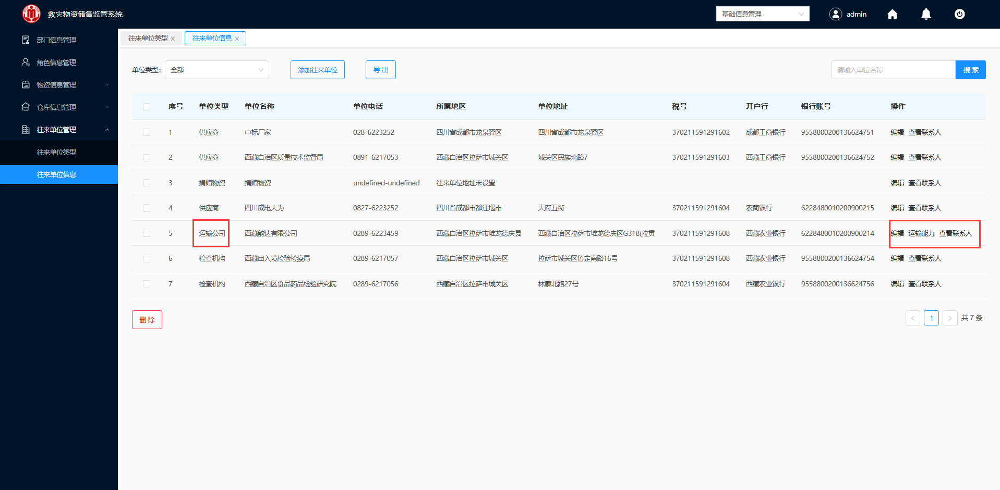 救灾物资储备监管系统
基础信息管理
admin
部门信息管理
角色信息管理
物资信息管理
仓库信息管理
往来单位管理
往来单位类型
往来单位信息
往来单位类型 ×
往来单位信息 ×
单位类型: 全部 添加往来单位 导出 请输入单位名称 搜索
序号 单位类型 单位名称 单位电话 所属地区 单位地址 税号 开户行 银行账号 操作
1 供应商 中标厂家 028-6223252 四川省成都市龙泉驿区 四川省成都市龙泉驿区 370211591291602 成都工商银行 9558800200136624751 编辑 查看联系人
2 供应商 西藏自治区质量技术监督局 0891-6217053 西藏自治区拉萨市城关区 城关区民族北路7 370211591291603 西藏工商银行 9558800200136624752 编辑 查看联系人
3 捐赠物资 捐赠物资 undefined-undefined 往来单位地址未设置 编辑 查看联系人
4 供应商 四川成电大为 0827-6223252 四川省成都市都江堰市 天府五街 370211591291604 农商银行 6228480010200900215 编辑 查看联系人
5 运输公司 西藏韵达有限公司 0289-6223459 西藏自治区拉萨市堆龙德庆县 西藏自治区拉萨市堆龙德庆区G318(拉贡 370211591291608 西藏农业银行 6228480010200900214 编辑 运输能力 查看联系人
6 检查机构 西藏出入境检验检疫局 0289-6217057 西藏自治区拉萨市城关区 拉萨市城关区鲁定南路16号 370211591291608 西藏农业银行 9558800200136624754 编辑 查看联系人
7 检查机构 西藏自治区食品药品检验研究院 0289-6217056 西藏自治区拉萨市城关区 林廓北路27号 370211591291604 西藏农业银行 9558800200136624756 编辑 查看联系人
删除
< 1 > 共 7 条